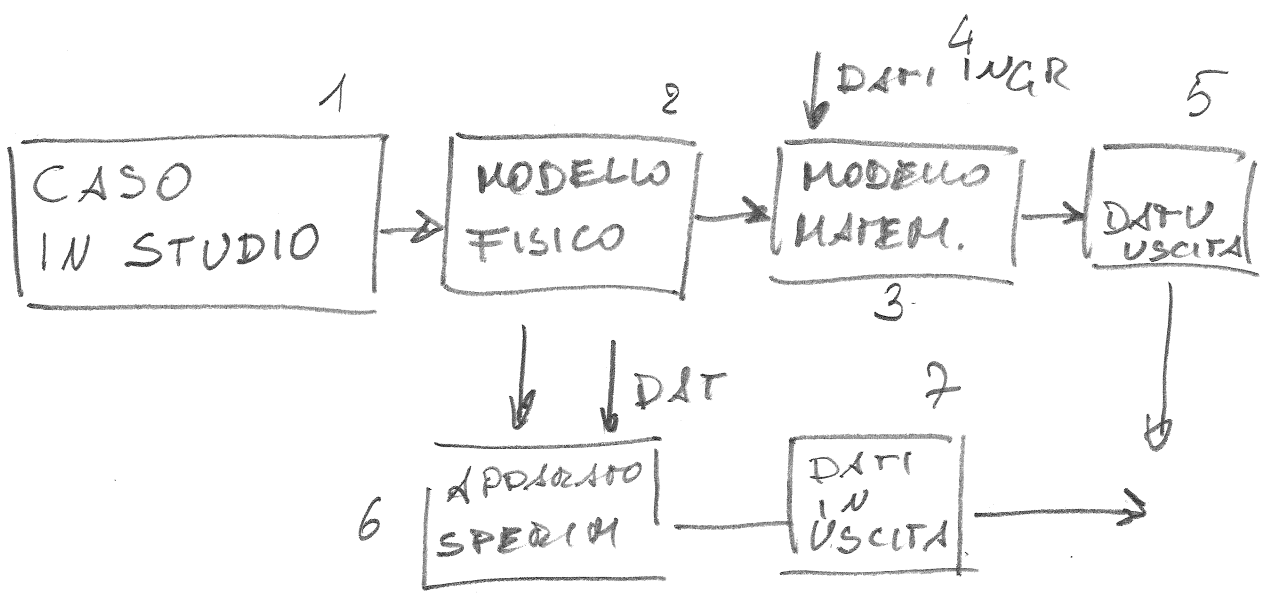 1
CASO
IN STUDIO
2
MODELLO
FISICO
4
DATI INGR
MODELLO
MATEM.
3
5
DATU
USCITA
DAT
6
APPARATO
SPERIM
7
DATI
IN
USCITA